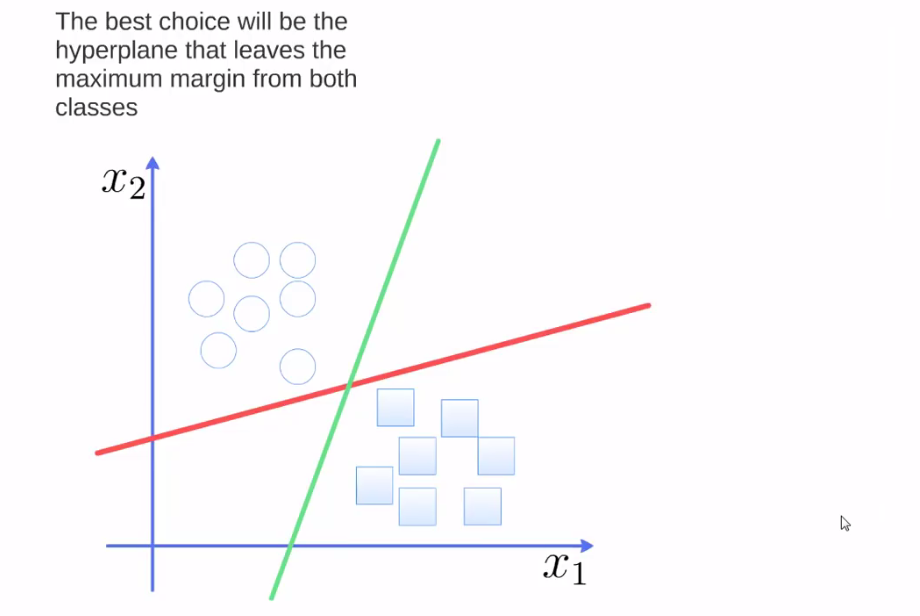 The best choice will be the
hyperplane that leaves the
maximum margin from both
classes
x₂
x₁